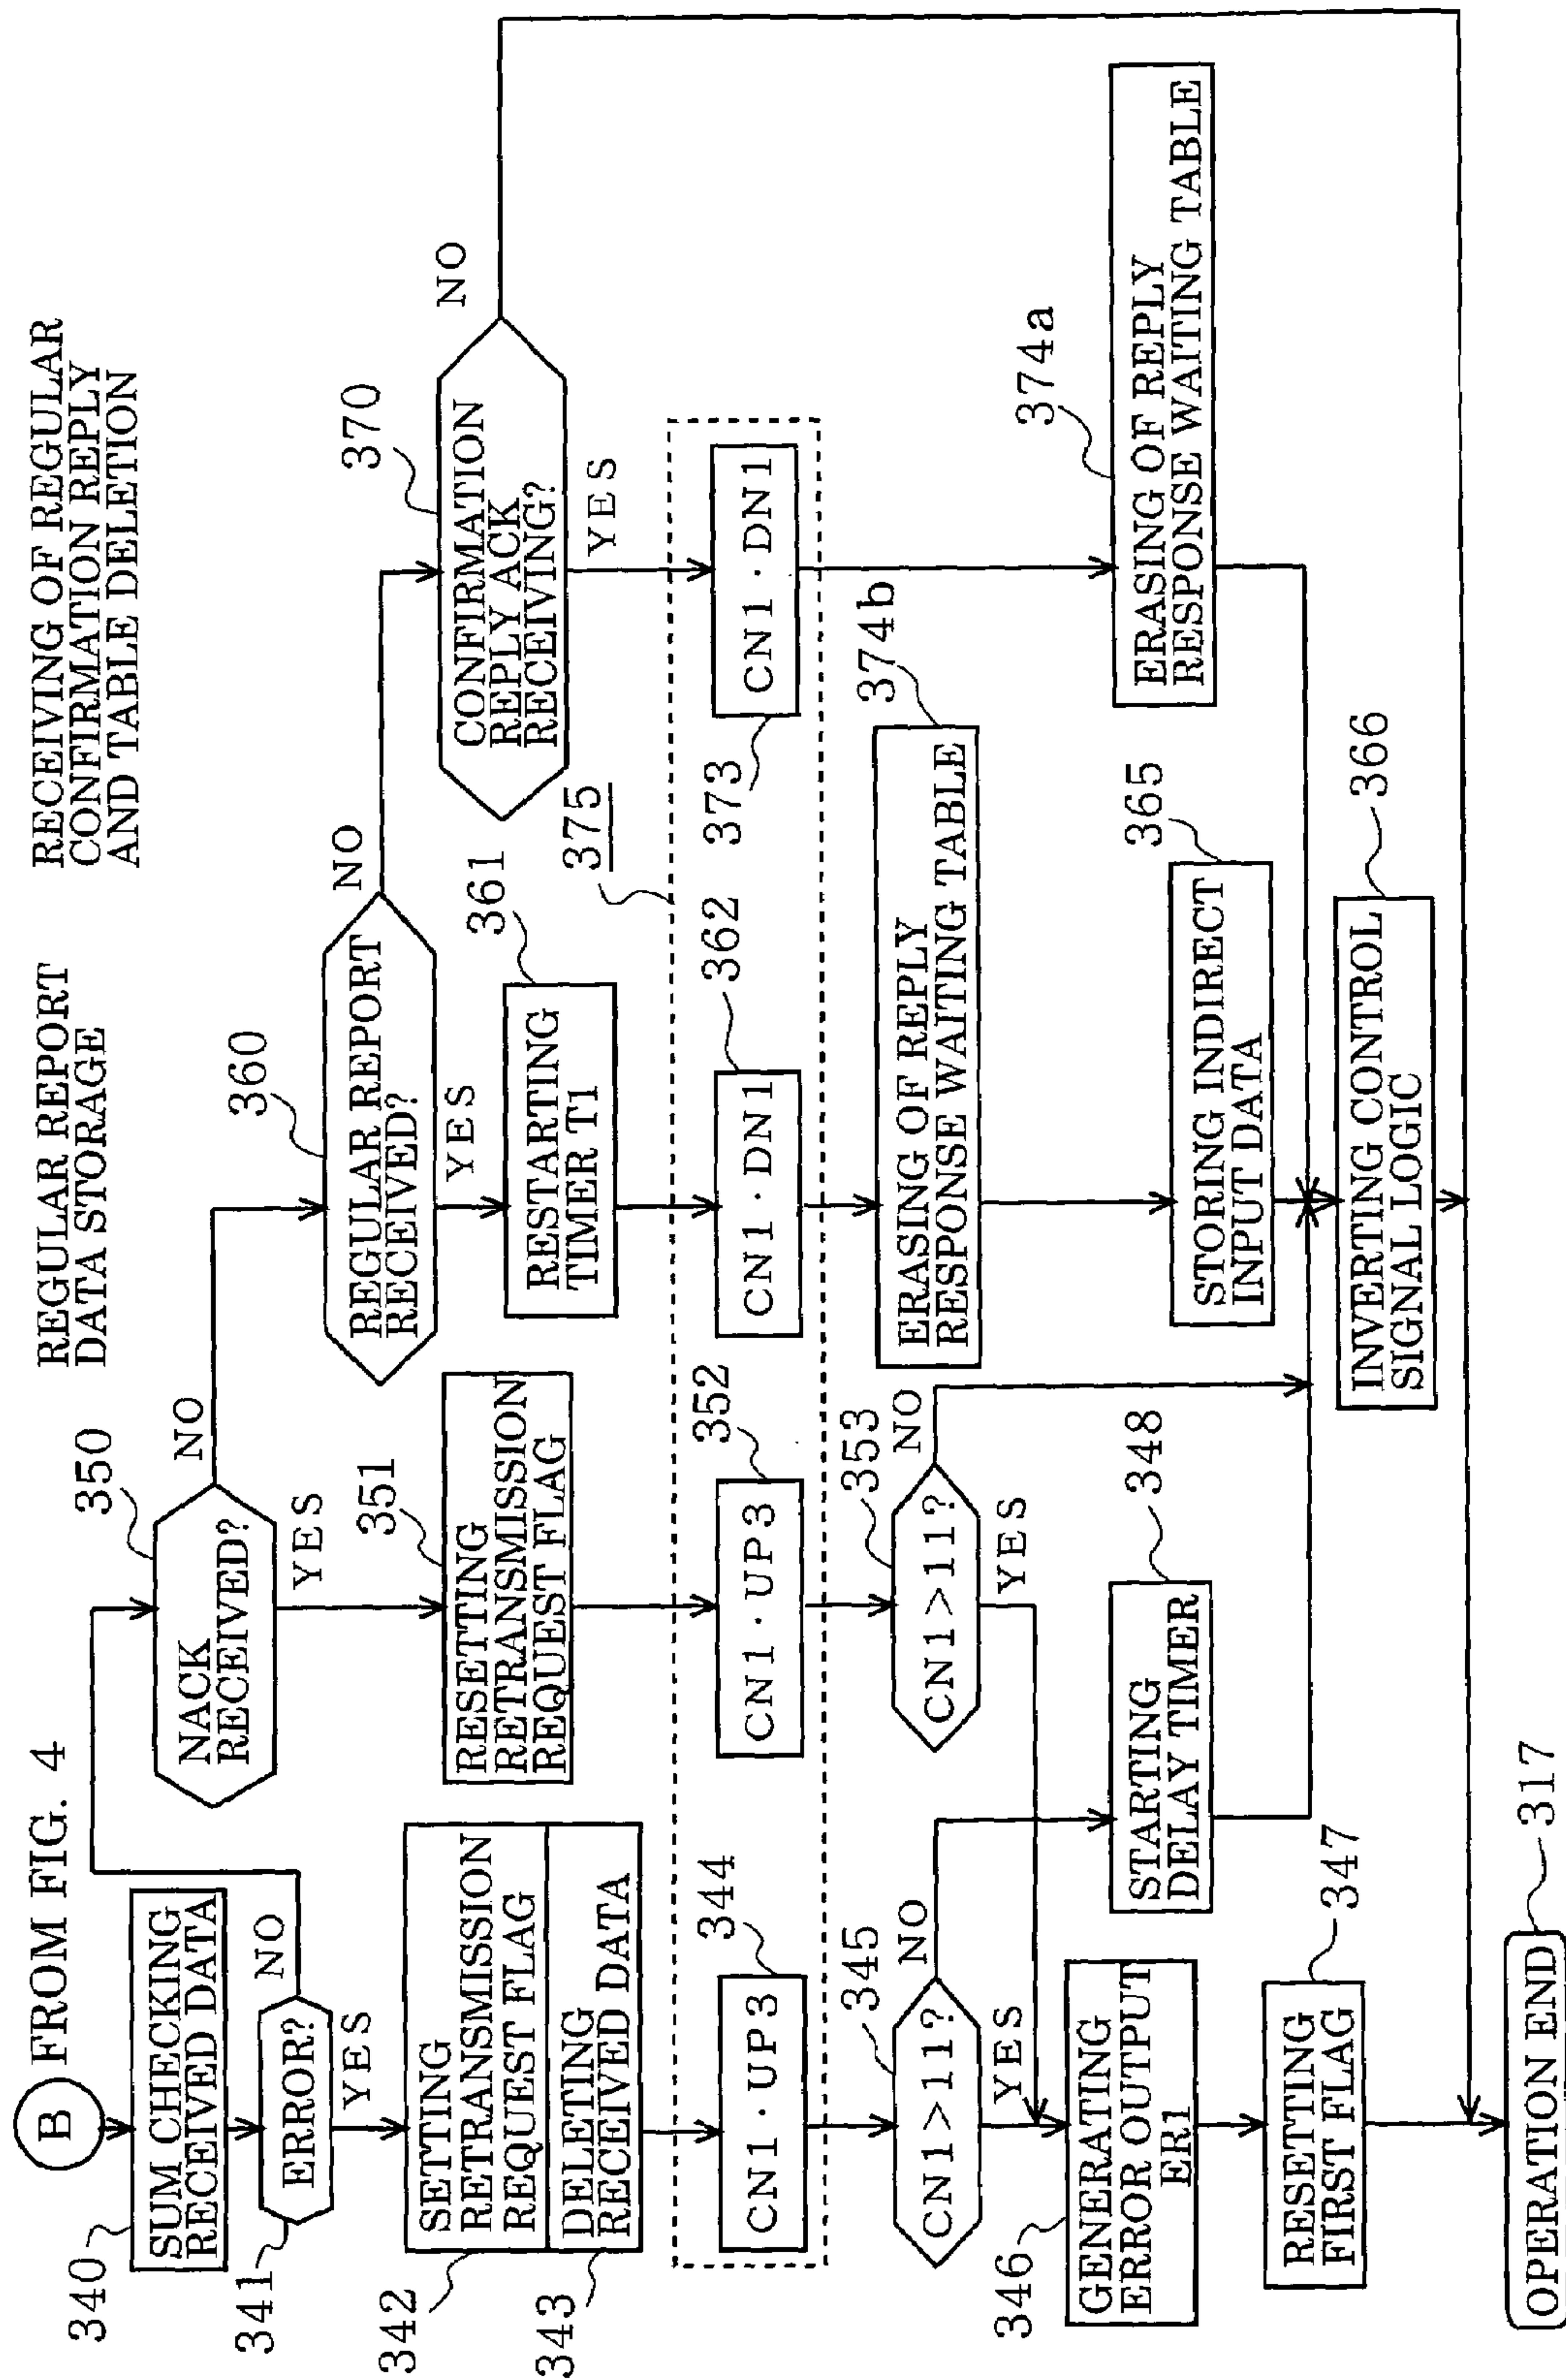 B FROM FIG. 4
340
SUM CHECKING
RECEIVED DATA
341
ERROR?
NO
YES
342
SETTING
RETRANSMISSION
REQUEST FLAG
343
DELETING
RECEIVED DATA
344
CN1・UP3
345
CN1>11?
NO
YES
346
GENERATING
ERROR OUTPUT
ER1
347
RESETTING
FIRST FLAG
348
STARTING
DELAY TIMER
OPERATION END
317
350
NACK
RECEIVED?
NO
YES
351
RESETTING
RETRANSMISSION
REQUEST FLAG
352
CN1・UP3
353
CN1>11?
NO
YES
REGULAR REPORT
DATA STORAGE
360
REGULAR REPORT
RECEIVED?
NO
YES
361
RESTARTING
TIMER T1
375
362
CN1・DN1
374b
ERASING OF REPLY
RESPONSE WAITING TABLE
365
STORING INDIRECT
INPUT DATA
366
INVERTING CONTROL
SIGNAL LOGIC
RECEIVING OF REGULAR
CONFIRMATION REPLY
AND TABLE DELETION
370
CONFIRMATION
REPLY ACK
RECEIVING?
NO
YES
373
CN1・DN1
374a
ERASING OF REPLY
RESPONSE WAITING TABLE